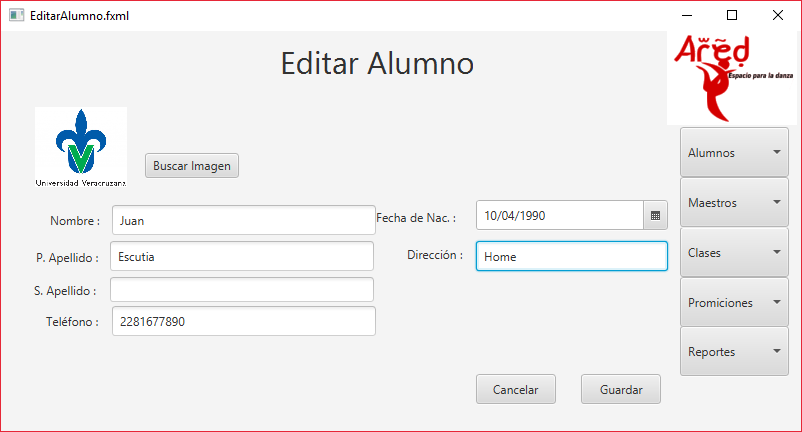 EditarAlumno.fxml
Editar Alumno
Ared
Espacio para la danza
Universidad Veracruzana
Buscar Imagen
Nombre : Juan
Fecha de Nac. : 10/04/1990
P. Apellido : Escutia
Dirección : Home
S. Apellido :
Teléfono : 2281677890
Cancelar
Guardar
Alumnos
Maestros
Clases
Promiciones
Reportes